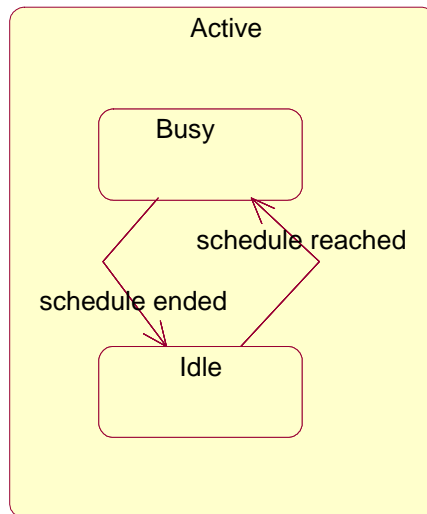 Active
Busy
schedule reached
schedule ended
Idle